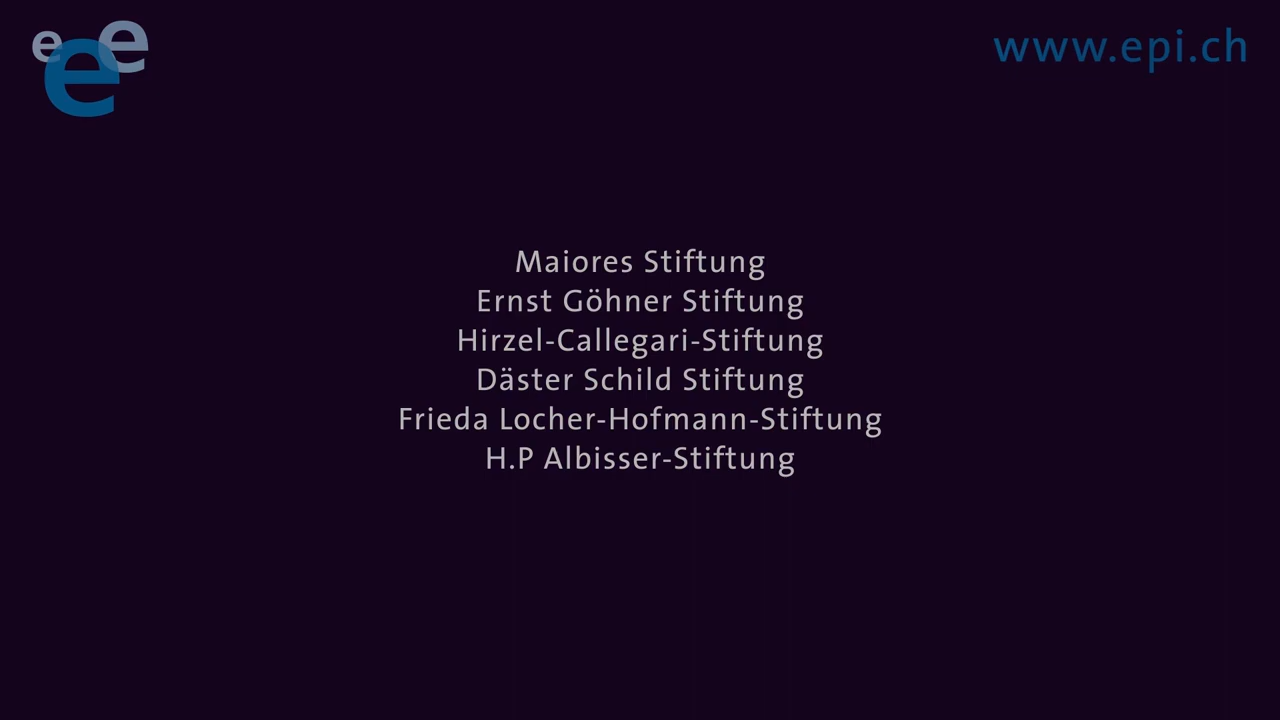 e e e
www.epi.ch
Maiores Stiftung
Ernst Göhner Stiftung
Hirzel-Callegari-Stiftung
Däster Schild Stiftung
Frieda Locher-Hofmann-Stiftung
H.P Albisser-Stiftung